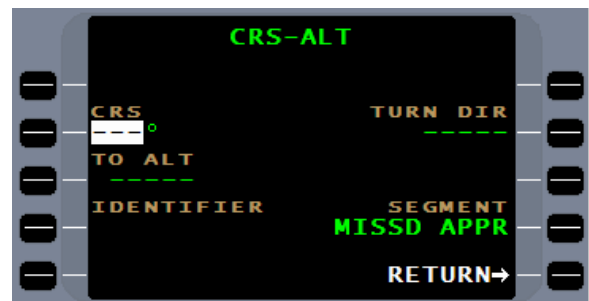 CRS-ALT
CRS TURN DIR
---° -----
TO ALT
-----
IDENTIFIER SEGMENT
MISSD APPR
RETURN→